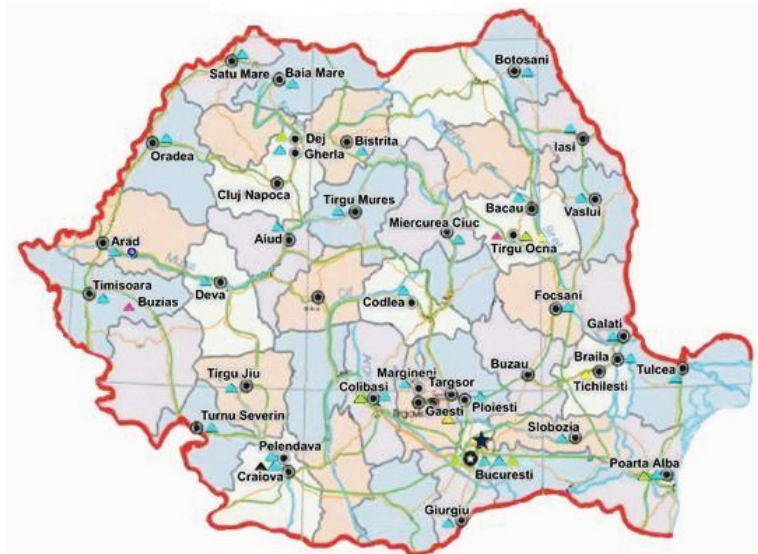 Botosani
Satu Mare
Baia Mare
Dej
Bistrita
Iasi
Oradea
Gherla
Cluj Napoca
Tirgu Mures
Bacau
Vaslui
Miercurea Ciuc
Aiud
Arad
Tirgu Ocna
Timisoara
Deva
Codlea
Olt
Buzias
Focsani
Galati
Braila
Tulcea
Tirgu Jiu
Margineni
Targsor
Buzau
Colibasi
Tichilesti
Gaesti
Ploiesti
Turnu Severin
Slobozia
Pelendava
Craiova
Bucuresti
Poarta Alba
Giurgiu